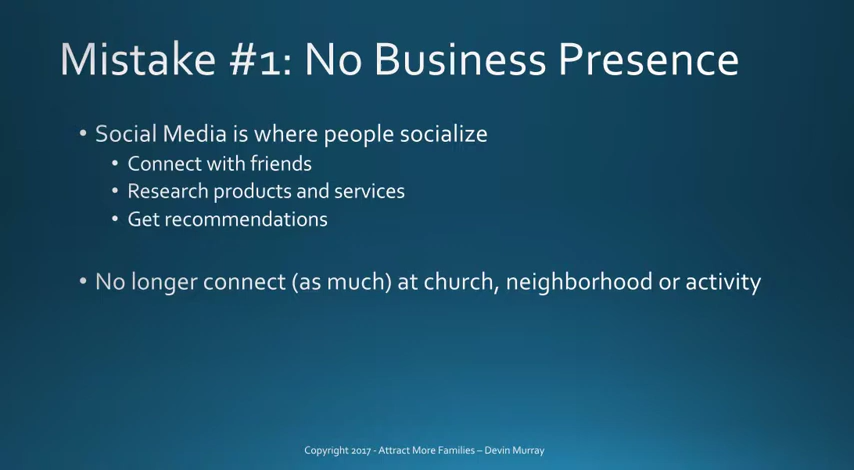 Mistake #1: No Business Presence
• Social Media is where people socialize
• Connect with friends
• Research products and services
• Get recommendations
• No longer connect (as much) at church, neighborhood or activity
Copyright 2017 - Attract More Families – Devin Murray